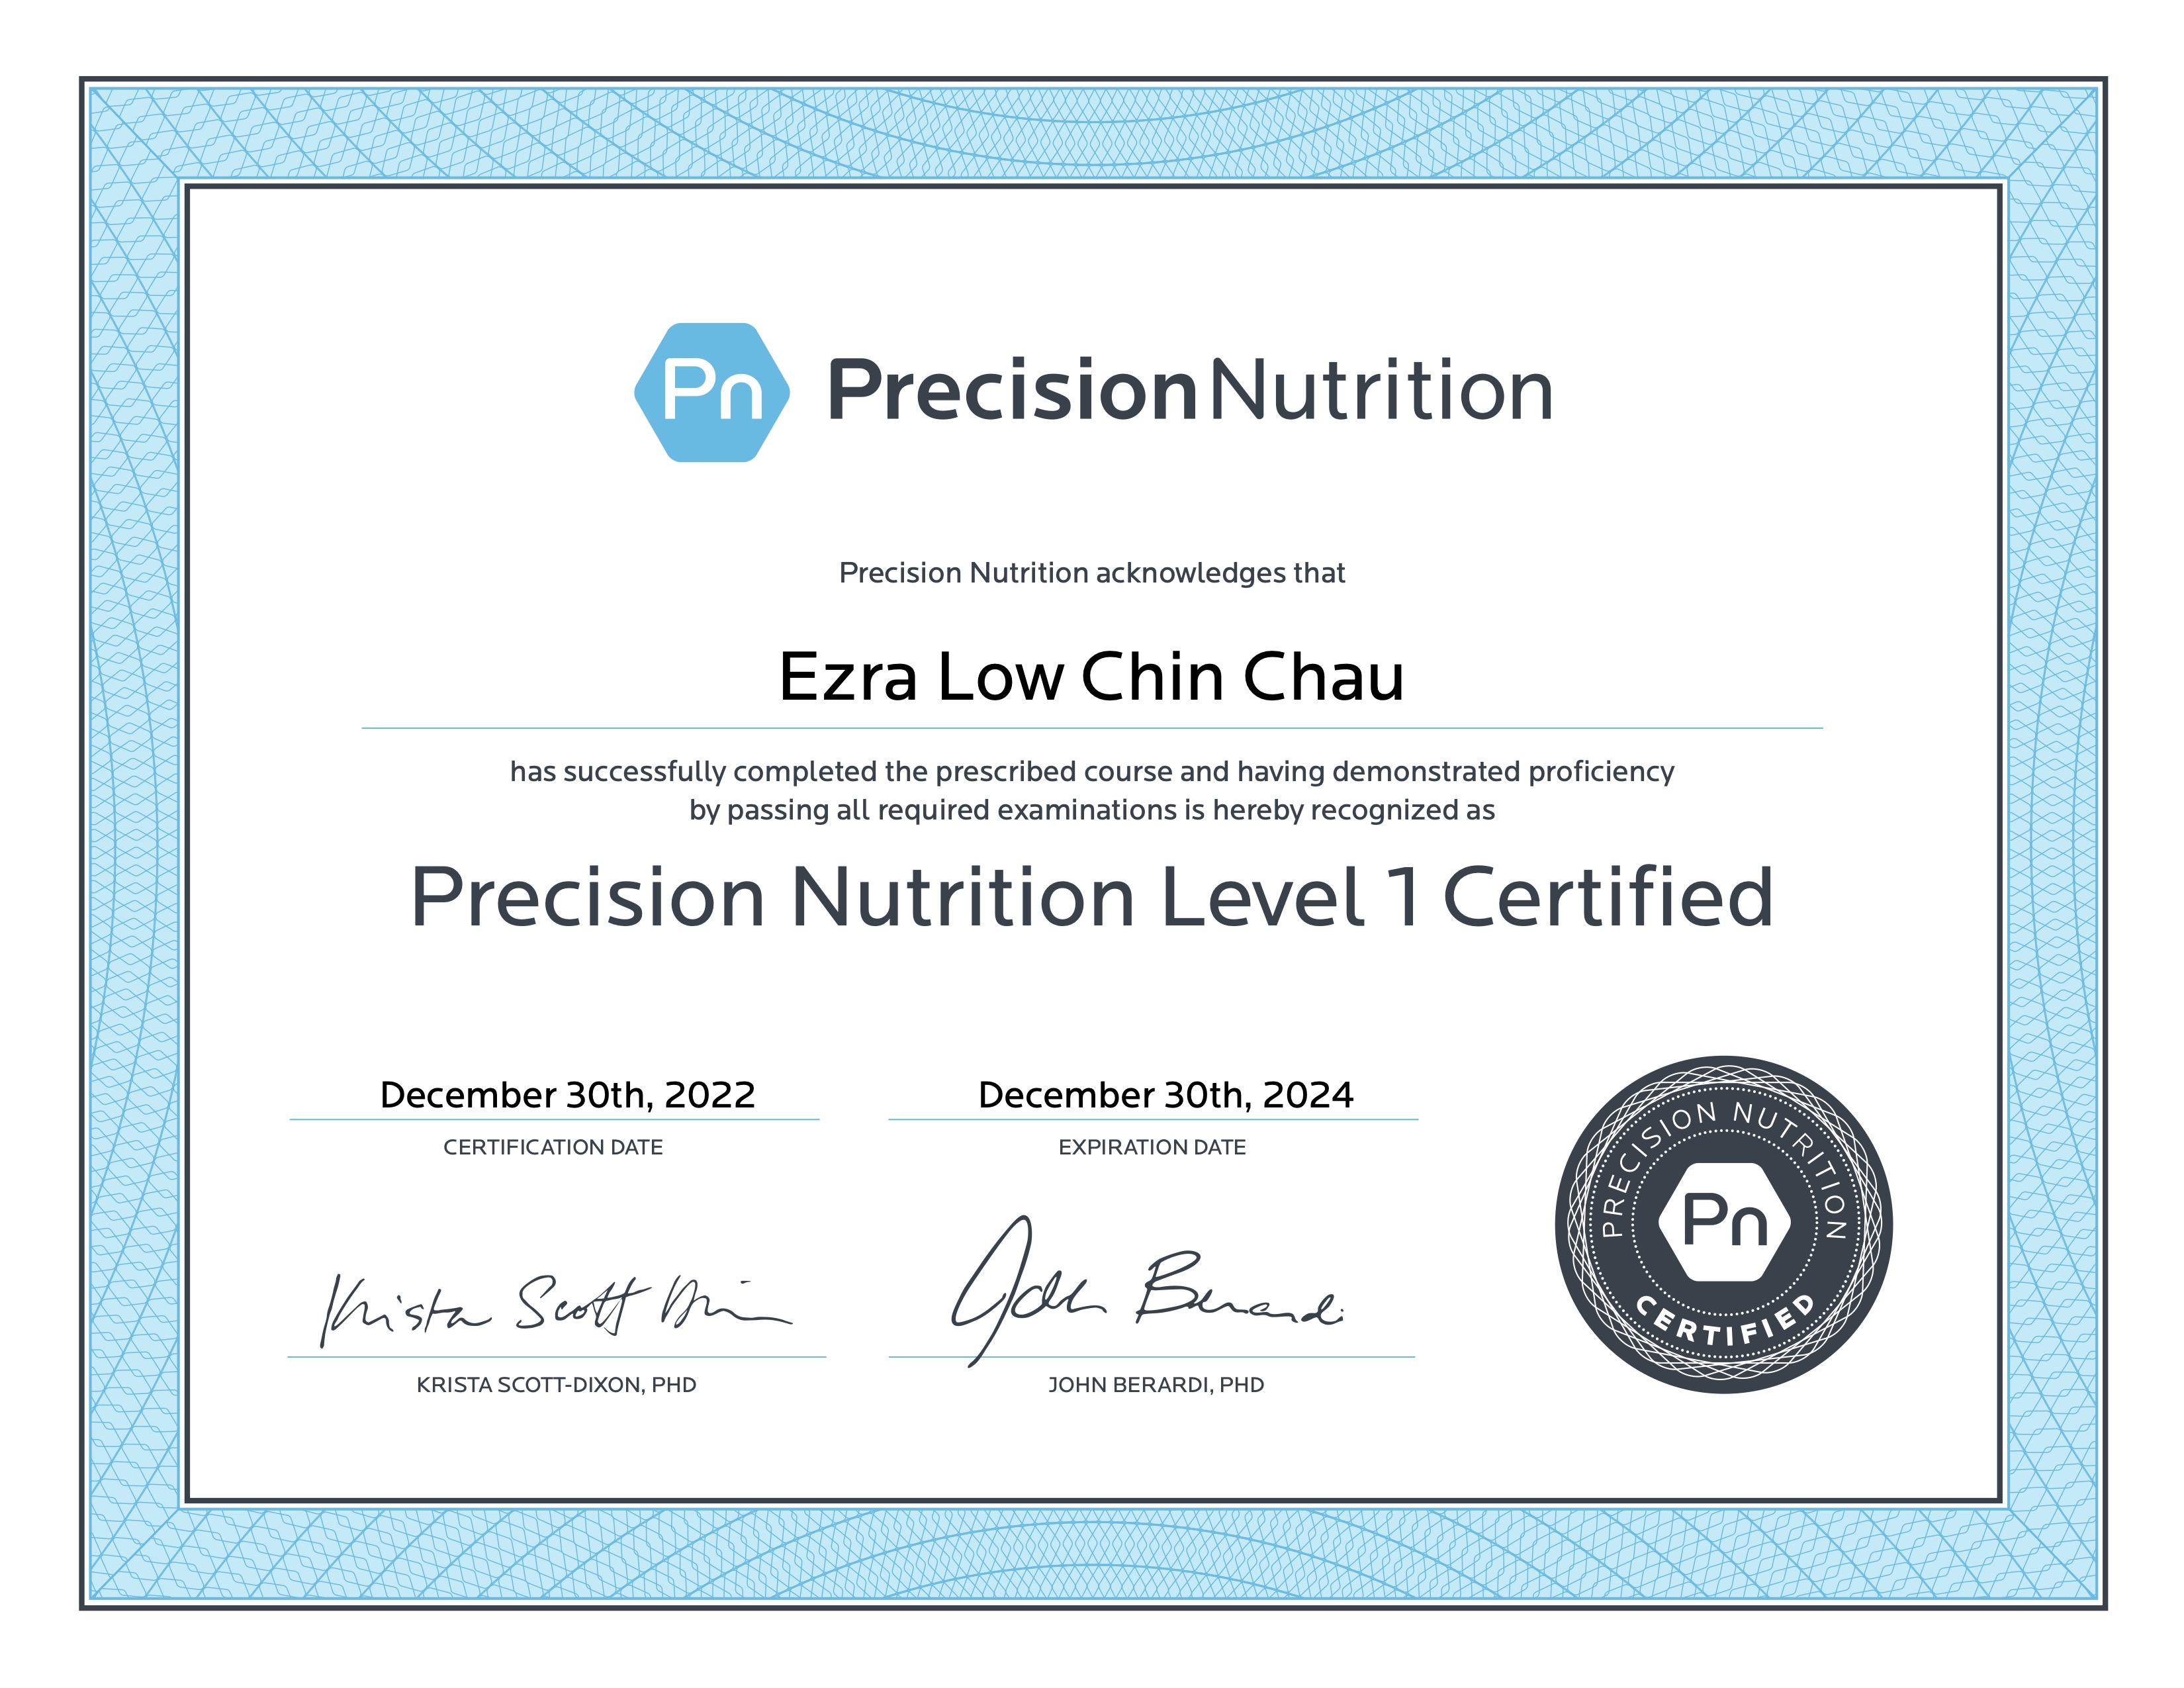 Pn PrecisionNutrition
Precision Nutrition acknowledges that
Ezra Low Chin Chau
has successfully completed the prescribed course and having demonstrated proficiency
by passing all required examinations is hereby recognized as
Precision Nutrition Level 1 Certified
December 30th, 2022
CERTIFICATION DATE
December 30th, 2024
EXPIRATION DATE
Krista Scott Dixon
KRISTA SCOTT-DIXON, PHD
John Berardi
JOHN BERARDI, PHD
PRECISION NUTRITION
Pn
CERTIFIED